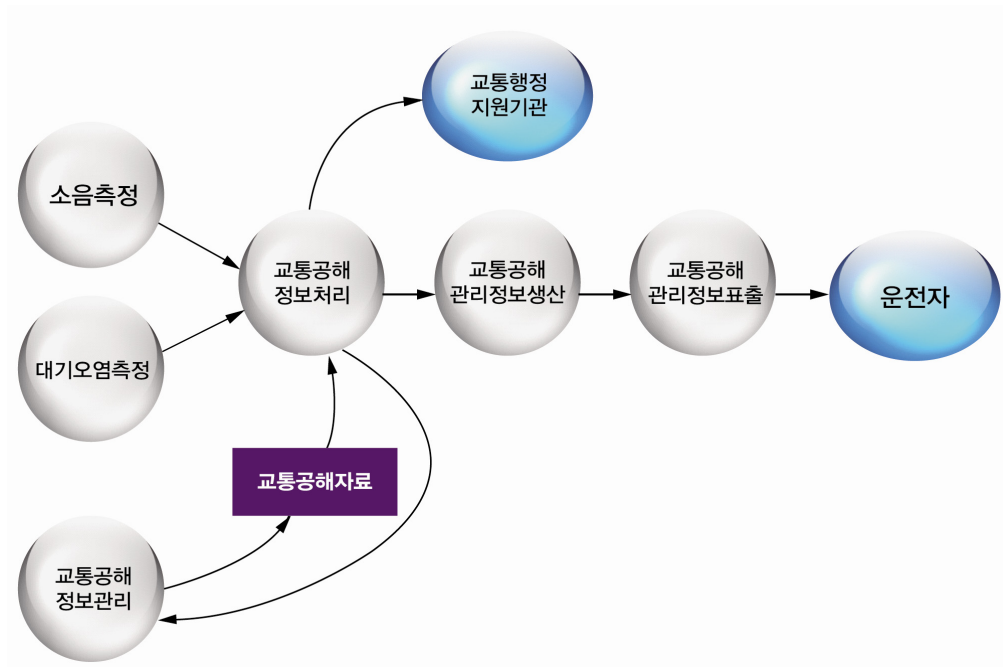 교통행정
지원기관
소음측정
교통공해
정보처리
교통공해
관리정보생산
교통공해
관리정보표출
운전자
대기오염측정
교통공해자료
교통공해
정보관리